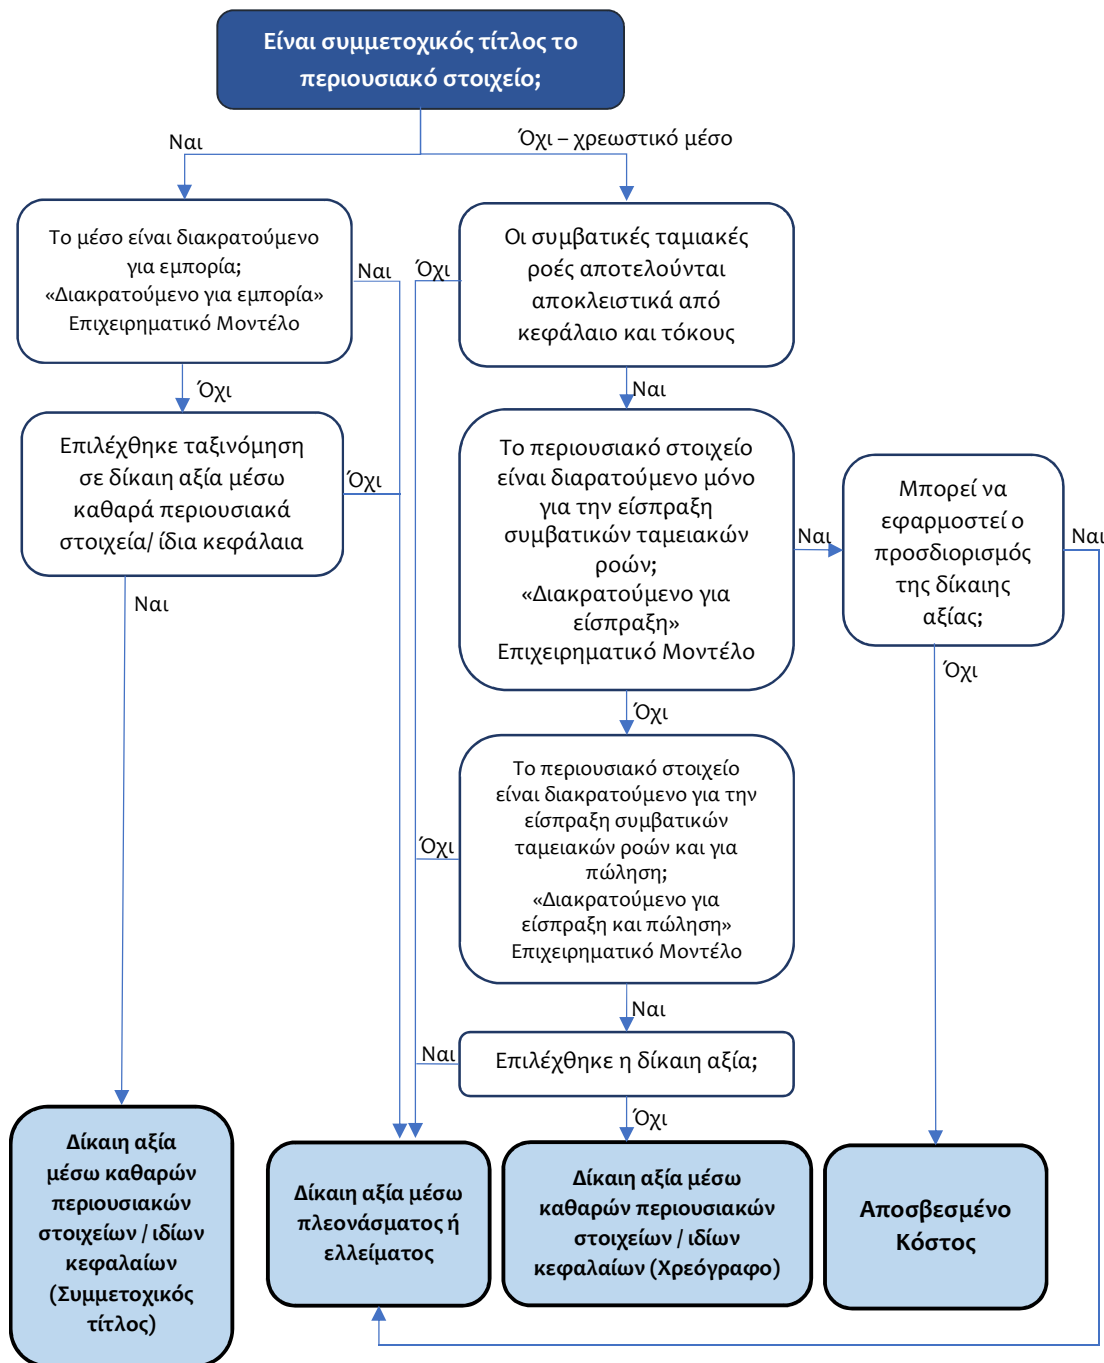 Είναι συμμετοχικός τίτλος το
περιουσιακό στοιχείο;
Ναι
Όχι – χρεωστικό μέσο
Το μέσο είναι διακρατούμενο
για εμπορία;
«Διακρατούμενο για εμπορία»
Επιχειρηματικό Μοντέλο
Ναι
Όχι
Οι συμβατικές ταμιακές
ροές αποτελούνται
αποκλειστικά από
κεφάλαιο και τόκους
Όχι
Ναι
Επιλέχθηκε ταξινόμηση
σε δίκαιη αξία μέσω
καθαρά περιουσιακά
στοιχεία/ ίδια κεφάλαια
Όχι
Ναι
Το περιουσιακό στοιχείο
είναι διαρατούμενο μόνο
για την είσπραξη
συμβατικών ταμειακών
ροών;
«Διακρατούμενο για
είσπραξη»
Επιχειρηματικό Μοντέλο
Ναι
Μπορεί να
εφαρμοστεί ο
προσδιορισμός
της δίκαιης
αξίας;
Ναι
Όχι
Όχι
Το περιουσιακό στοιχείο
είναι διακρατούμενο για την
είσπραξη συμβατικών
ταμειακών ροών και για
πώληση;
«Διακρατούμενο για
είσπραξη και πώληση»
Επιχειρηματικό Μοντέλο
Όχι
Ναι
Επιλέχθηκε η δίκαιη αξία;
Ναι
Όχι
Δίκαιη αξία
μέσω καθαρών
περιουσιακών
στοιχείων / ιδίων
κεφαλαίων
(Συμμετοχικός
τίτλος)
Δίκαιη αξία μέσω
πλεονάσματος ή
ελλείματος
Δίκαιη αξία μέσω
καθαρών περιουσιακών
στοιχείων / ιδίων
κεφαλαίων (Χρεόγραφο)
Αποσβεσμένο
Κόστος